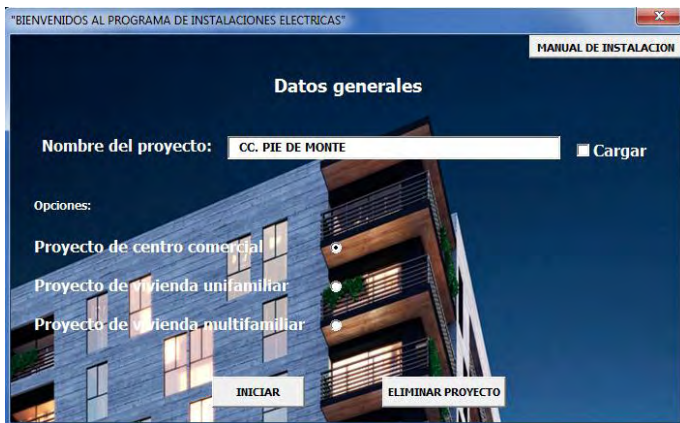 "BIENVENIDOS AL PROGRAMA DE INSTALACIONES ELECTRICAS"
MANUAL DE INSTALACION
Datos generales
Nombre del proyecto: CC. PIE DE MONTE Cargar
Opciones:
Proyecto de centro comercial
Proyecto de vivienda unifamiliar
Proyecto de vivienda multifamiliar
INICIAR ELIMINAR PROYECTO